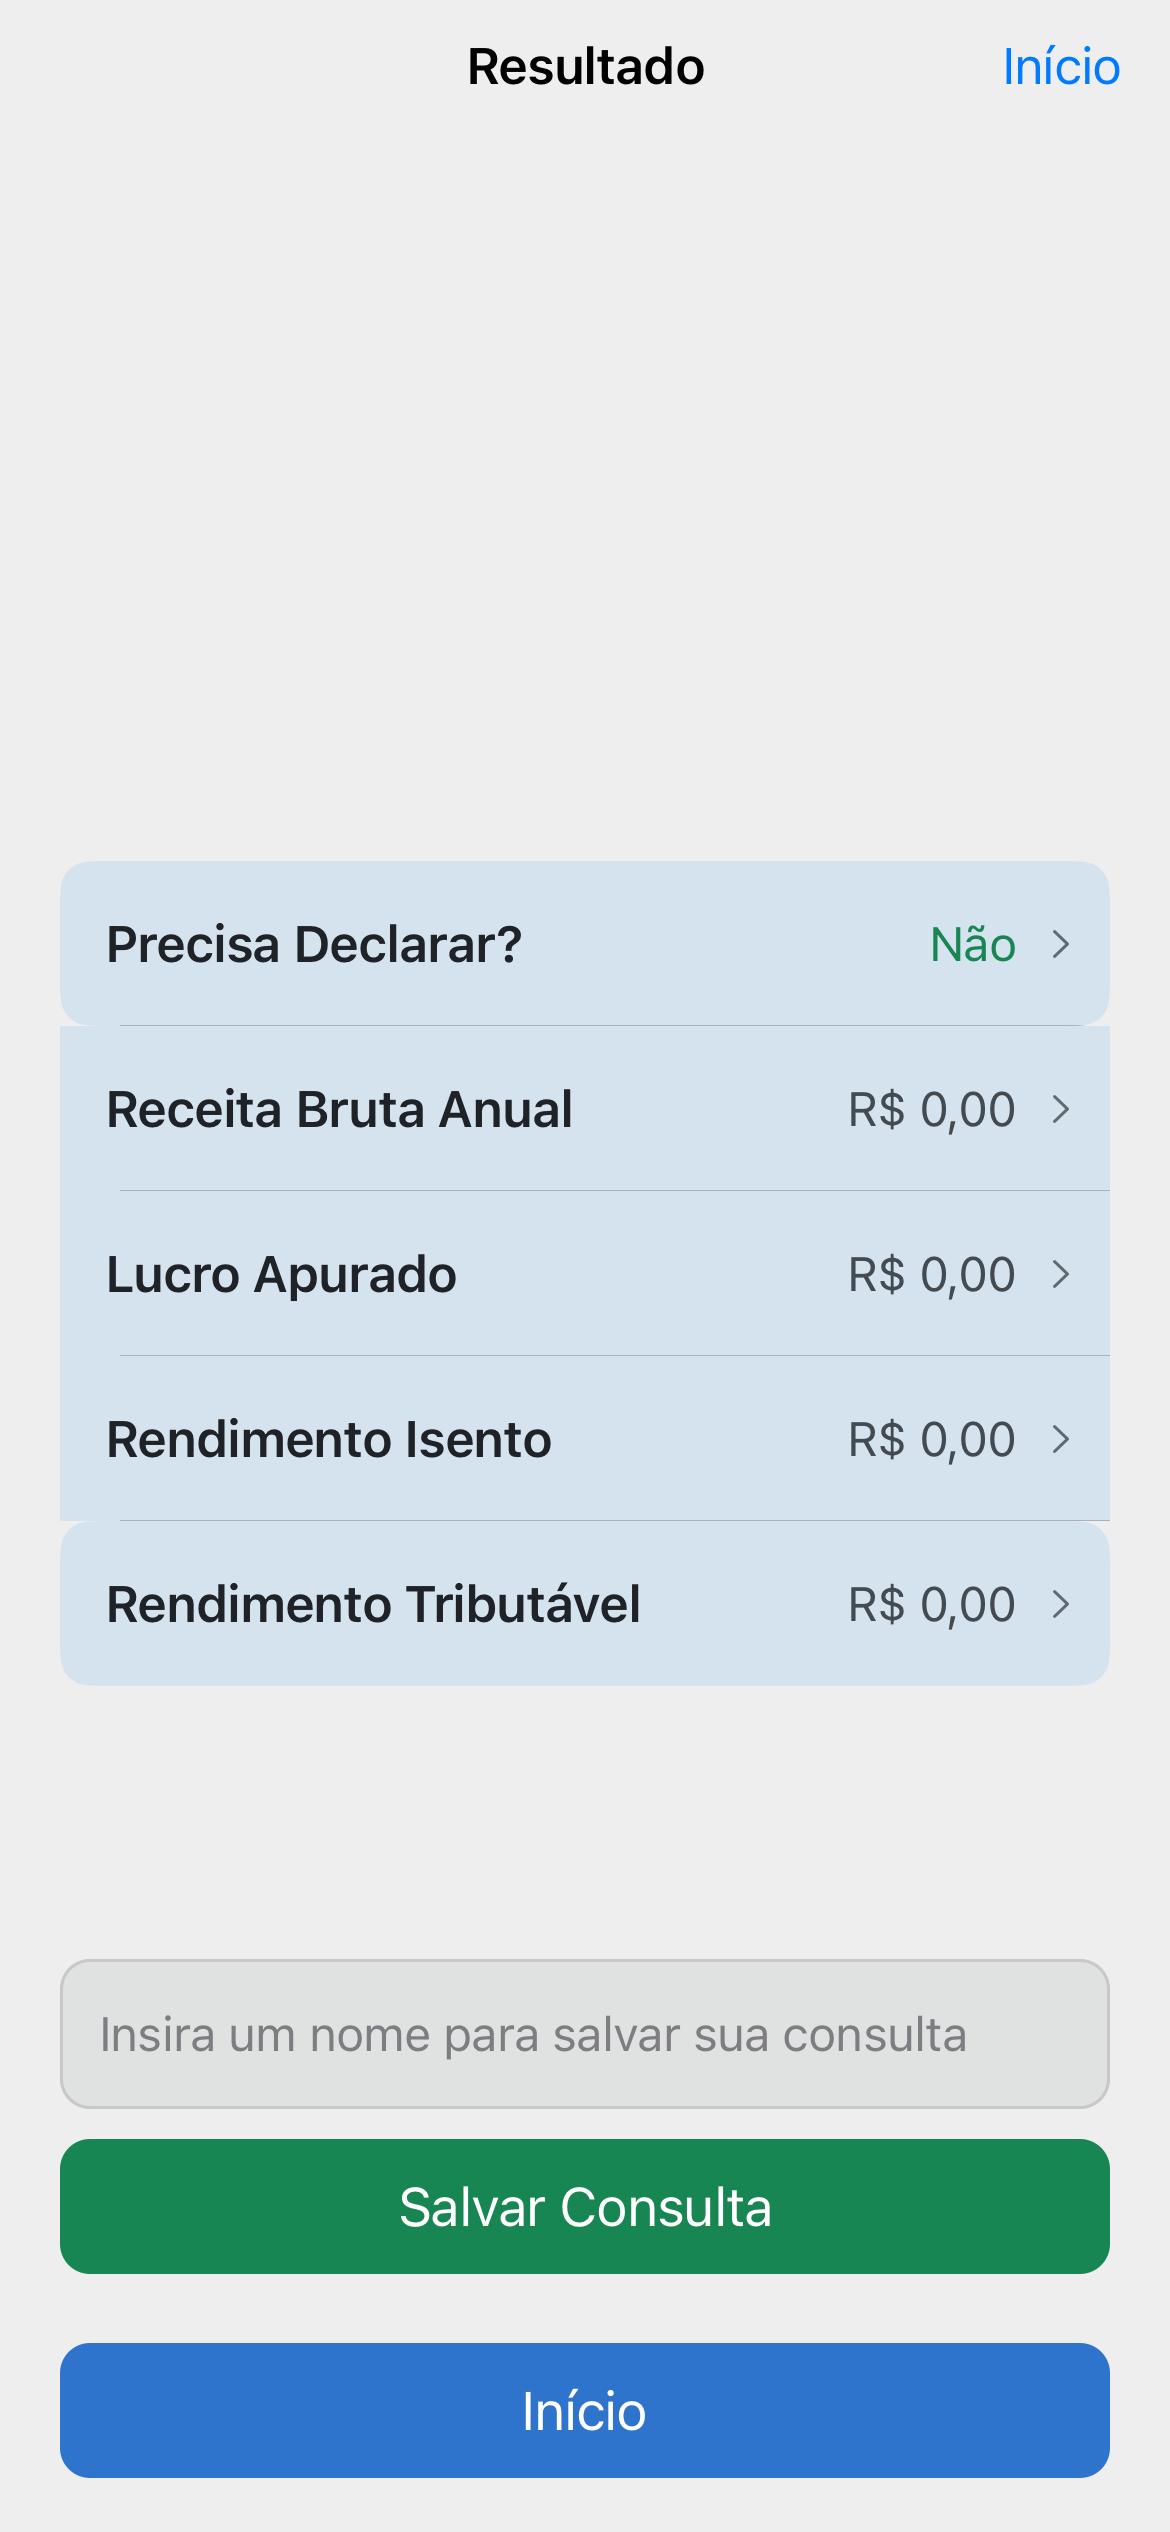 Resultado
Início
Precisa Declarar? Não
Receita Bruta Anual R$ 0,00
Lucro Apurado R$ 0,00
Rendimento Isento R$ 0,00
Rendimento Tributável R$ 0,00
Insira um nome para salvar sua consulta
Salvar Consulta
Início